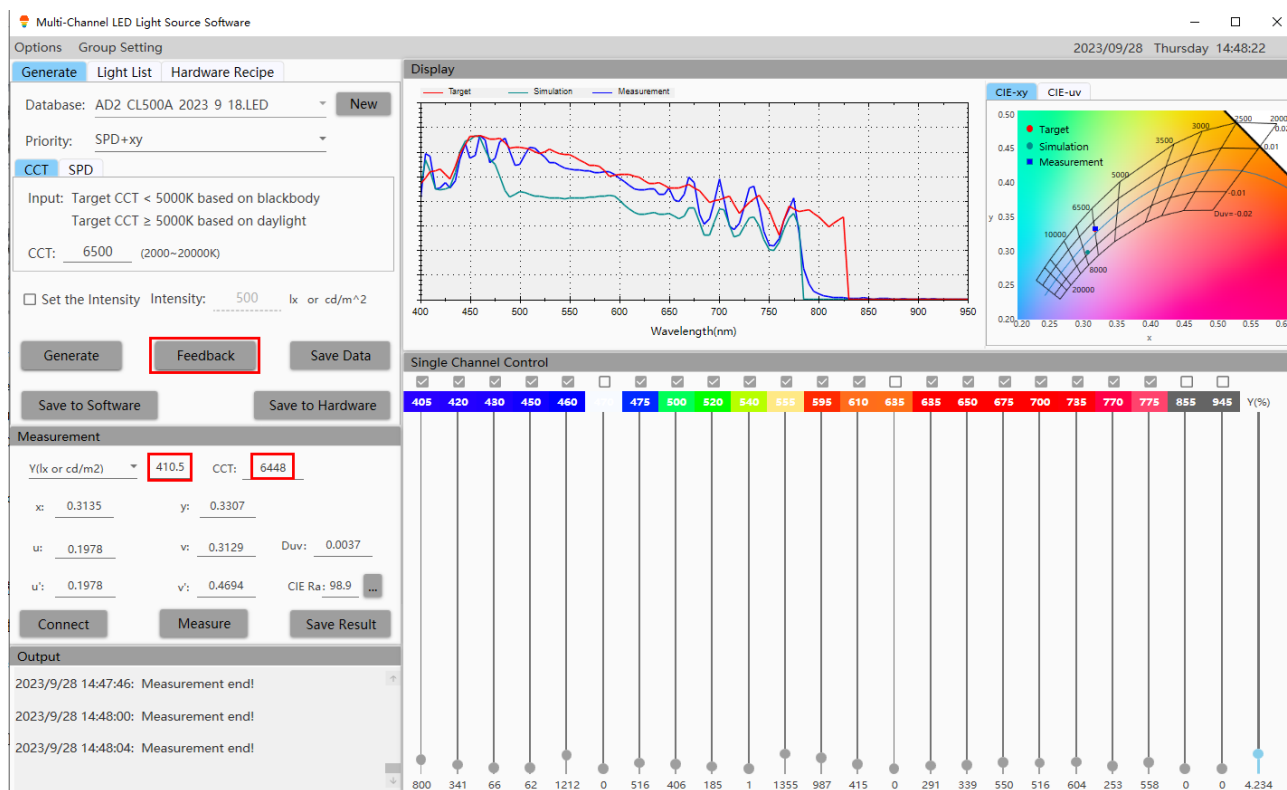 Multi-Channel LED Light Source Software
Options Group Setting 2023/09/28 Thursday 14:48:22
Generate Light List Hardware Recipe
Database: AD2 CL500A 2023 9 18.LED New
Priority: SPD+xy
CCT SPD
Input: Target CCT < 5000K based on blackbody
Target CCT ≥ 5000K based on daylight
CCT: 6500 (2000~20000K)
Set the Intensity Intensity: 500 lx or cd/m^2
Generate Feedback Save Data
Save to Software Save to Hardware
Measurement
Y(lx or cd/m2) 410.5 CCT: 6448
x: 0.3135 y: 0.3307
u: 0.1978 v: 0.3129 Duv: 0.0037
u': 0.1978 v': 0.4694 CIE Ra: 98.9 ...
Connect Measure Save Result
Output
2023/9/28 14:47:46: Measurement end!
2023/9/28 14:48:00: Measurement end!
2023/9/28 14:48:04: Measurement end!
Display
Target Simulation Measurement
400 450 500 550 600 650 700 750 800 850 900 950
Wavelength(nm)
CIE-xy CIE-uv
Target
Simulation
Measurement
0.50
0.45
0.40
y 0.35
0.30
0.25
0.20
2000
2500
3000
3500
5000
6500
10000
8000
20000
0.02
0.01
-0.01
Duv=-0.02
0.20 0.25 0.30 0.35 0.40 0.45 0.50 0.55
x
Single Channel Control
405 420 430 450 460 475 500 520 540 555 595 610 635 635 650 675 700 735 770 775 855 945 Y(%)
800 341 66 62 1212 0 516 406 185 1 1355 987 415 0 291 339 550 516 604 253 558 0 0 4.234